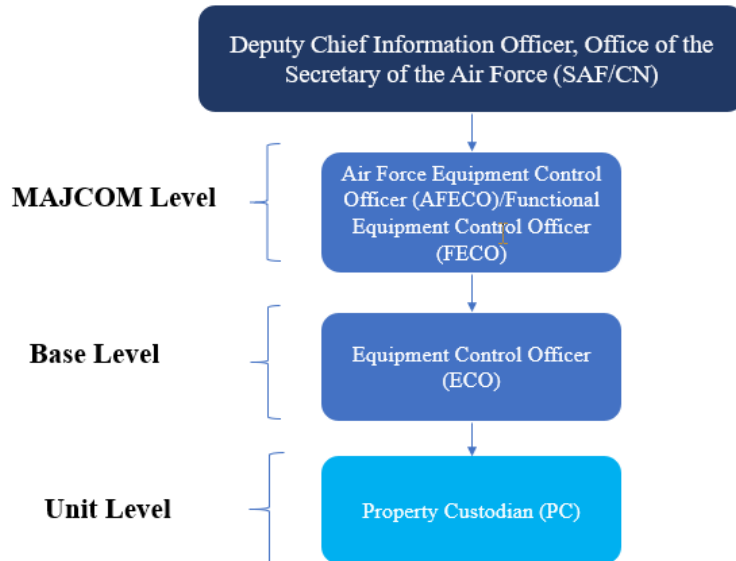 Deputy Chief Information Officer, Office of the
Secretary of the Air Force (SAF/CN)
MAJCOM Level
Air Force Equipment Control
Officer (AFECO)/Functional
Equipment Control Officer
(FECO)
Base Level
Equipment Control Officer
(ECO)
Unit Level
Property Custodian (PC)